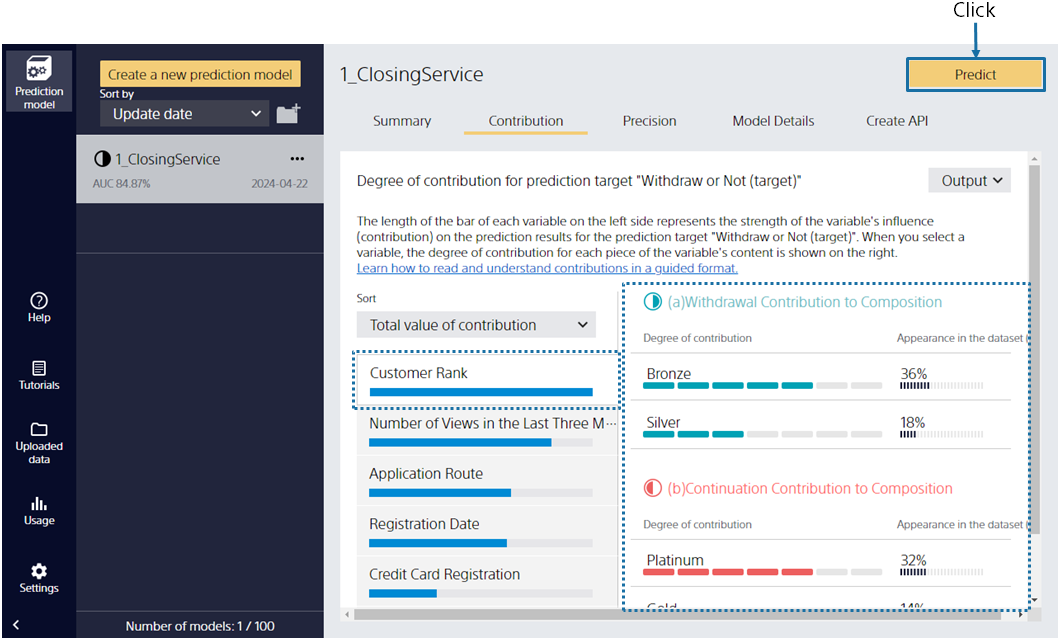 Click
Prediction
model
Help
Tutorials
Uploaded
data
Usage
Settings
Create a new prediction model
Sort by
Update date
1_ClosingService
AUC 84.87%
2024-04-22
Number of models: 1 / 100
1_ClosingService
Predict
Summary
Contribution
Precision
Model Details
Create API
Degree of contribution for prediction target "Withdraw or Not (target)"
Output
The length of the bar of each variable on the left side represents the strength of the variable's influence
(contribution) on the prediction results for the prediction target "Withdraw or Not (target)". When you select a
variable, the degree of contribution for each piece of the variable's content is shown on the right.
Learn how to read and understand contributions in a guided format.
Sort
Total value of contribution
Customer Rank
Number of Views in the Last Three M···
Application Route
Registration Date
Credit Card Registration
(a)Withdrawal Contribution to Composition
Degree of contribution
Appearance in the dataset (
Bronze
36%
Silver
18%
(b)Continuation Contribution to Composition
Degree of contribution
Appearance in the dataset (
Platinum
32%
Gold
14%